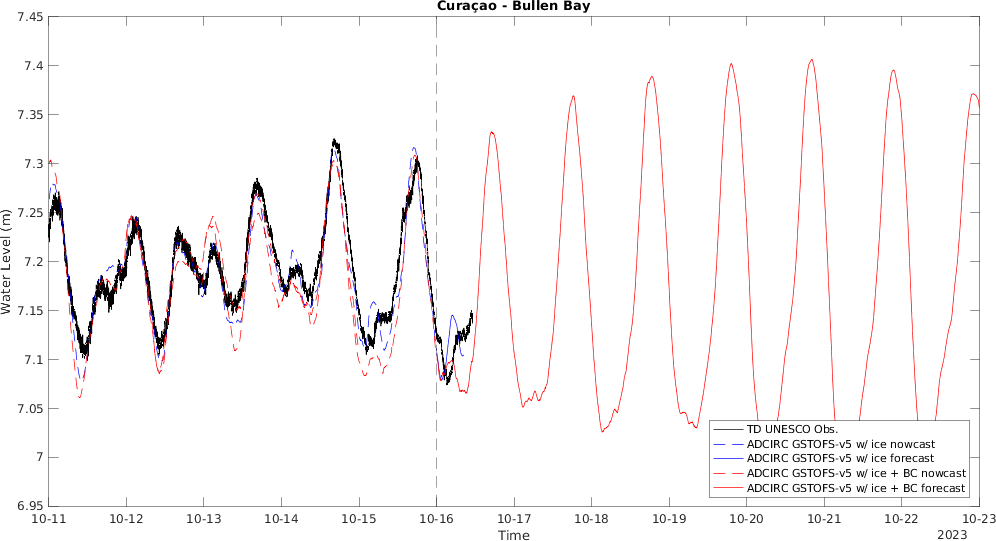 Curaçao - Bullen Bay
Water Level (m)
7.45
7.4
7.35
7.3
7.25
7.2
7.15
7.1
7.05
7
6.95
10-11 10-12 10-13 10-14 10-15 10-16 10-17 10-18 10-19 10-20 10-21 10-22 10-23
Time
2023
TD UNESCO Obs.
ADCIRC GSTOFS-v5 w/ ice nowcast
ADCIRC GSTOFS-v5 w/ ice forecast
ADCIRC GSTOFS-v5 w/ ice + BC nowcast
ADCIRC GSTOFS-v5 w/ ice + BC forecast